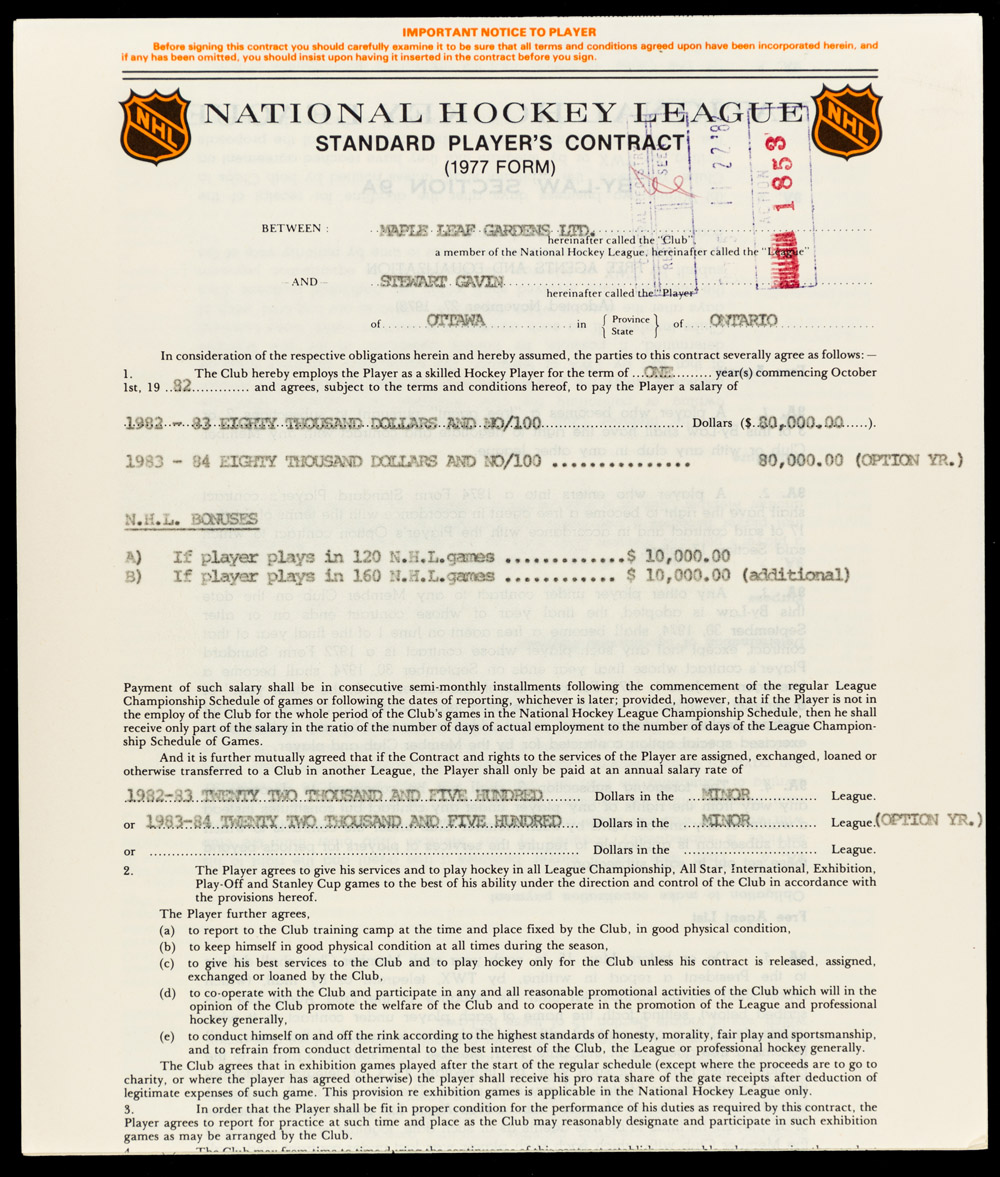 IMPORTANT NOTICE TO PLAYER
Before signing this contract you should carefully examine it to be sure that all terms and conditions agreed upon have been incorporated herein, and
if any has been omitted, you should insist upon having it inserted in the contract before you sign.
NHL
NATIONAL HOCKEY LEAGUE
NHL
STANDARD PLAYER'S CONTRACT
(1977 FORM)
See
1853
BETWEEN : MAPLE LEAF GARDENS LTD.
hereinafter called the "Club",
a member of the National Hockey League, hereinafter called the "League"
—AND— STEWART GAVIN
hereinafter called the "Player"
of OTTAWA in { Province State } of ONTARIO
In consideration of the respective obligations herein and hereby assumed, the parties to this contract severally agree as follows: —
1. The Club hereby employs the Player as a skilled Hockey Player for the term of ...ONE......... year(s) commencing October
1st, 19 ..82............. and agrees, subject to the terms and conditions hereof, to pay the Player a salary of
1982 - 83 EIGHTY THOUSAND DOLLARS AND NO/100 Dollars ($. 80,000.00......).
1983 - 84 EIGHTY THOUSAND DOLLARS AND NO/100 ............... 80,000.00 (OPTION YR.)
N.H.L. BONUSES
A) If player plays in 120 N.H.L.games .............$ 10,000.00
B) If player plays in 160 N.H.L.games ............ $ 10,000.00 (additional)
Payment of such salary shall be in consecutive semi-monthly installments following the commencement of the regular League
Championship Schedule of games or following the dates of reporting, whichever is later; provided, however, that if the Player is not in
the employ of the Club for the whole period of the Club's games in the National Hockey League Championship Schedule, then he shall
receive only part of the salary in the ratio of the number of days of actual employment to the number of days of the League Champion-
ship Schedule of Games.
And it is further mutually agreed that if the Contract and rights to the services of the Player are assigned, exchanged, loaned or
otherwise transferred to a Club in another League, the Player shall only be paid at an annual salary rate of
1982-83 TWENTY TWO THOUSAND AND FIVE HUNDRED Dollars in the MINOR League.
or 1983-84 TWENTY TWO THOUSAND AND FIVE HUNDRED Dollars in the MINOR League.(OPTION YR.)
or Dollars in the League.
2. The Player agrees to give his services and to play hockey in all League Championship, All Star, International, Exhibition,
Play-Off and Stanley Cup games to the best of his ability under the direction and control of the Club in accordance with
the provisions hereof.
The Player further agrees,
(a) to report to the Club training camp at the time and place fixed by the Club, in good physical condition,
(b) to keep himself in good physical condition at all times during the season,
(c) to give his best services to the Club and to play hockey only for the Club unless his contract is released, assigned,
exchanged or loaned by the Club,
(d) to co-operate with the Club and participate in any and all reasonable promotional activities of the Club which will in the
opinion of the Club promote the welfare of the Club and to cooperate in the promotion of the League and professional
hockey generally,
(e) to conduct himself on and off the rink according to the highest standards of honesty, morality, fair play and sportsmanship,
and to refrain from conduct detrimental to the best interest of the Club, the League or professional hockey generally.
The Club agrees that in exhibition games played after the start of the regular schedule (except where the proceeds are to go to
charity, or where the player has agreed otherwise) the player shall receive his pro rata share of the gate receipts after deduction of
legitimate expenses of such game. This provision re exhibition games is applicable in the National Hockey League only.
3. In order that the Player shall be fit in proper condition for the performance of his duties as required by this contract, the
Player agrees to report for practice at such time and place as the Club may reasonably designate and participate in such exhibition
games as may be arranged by the Club.